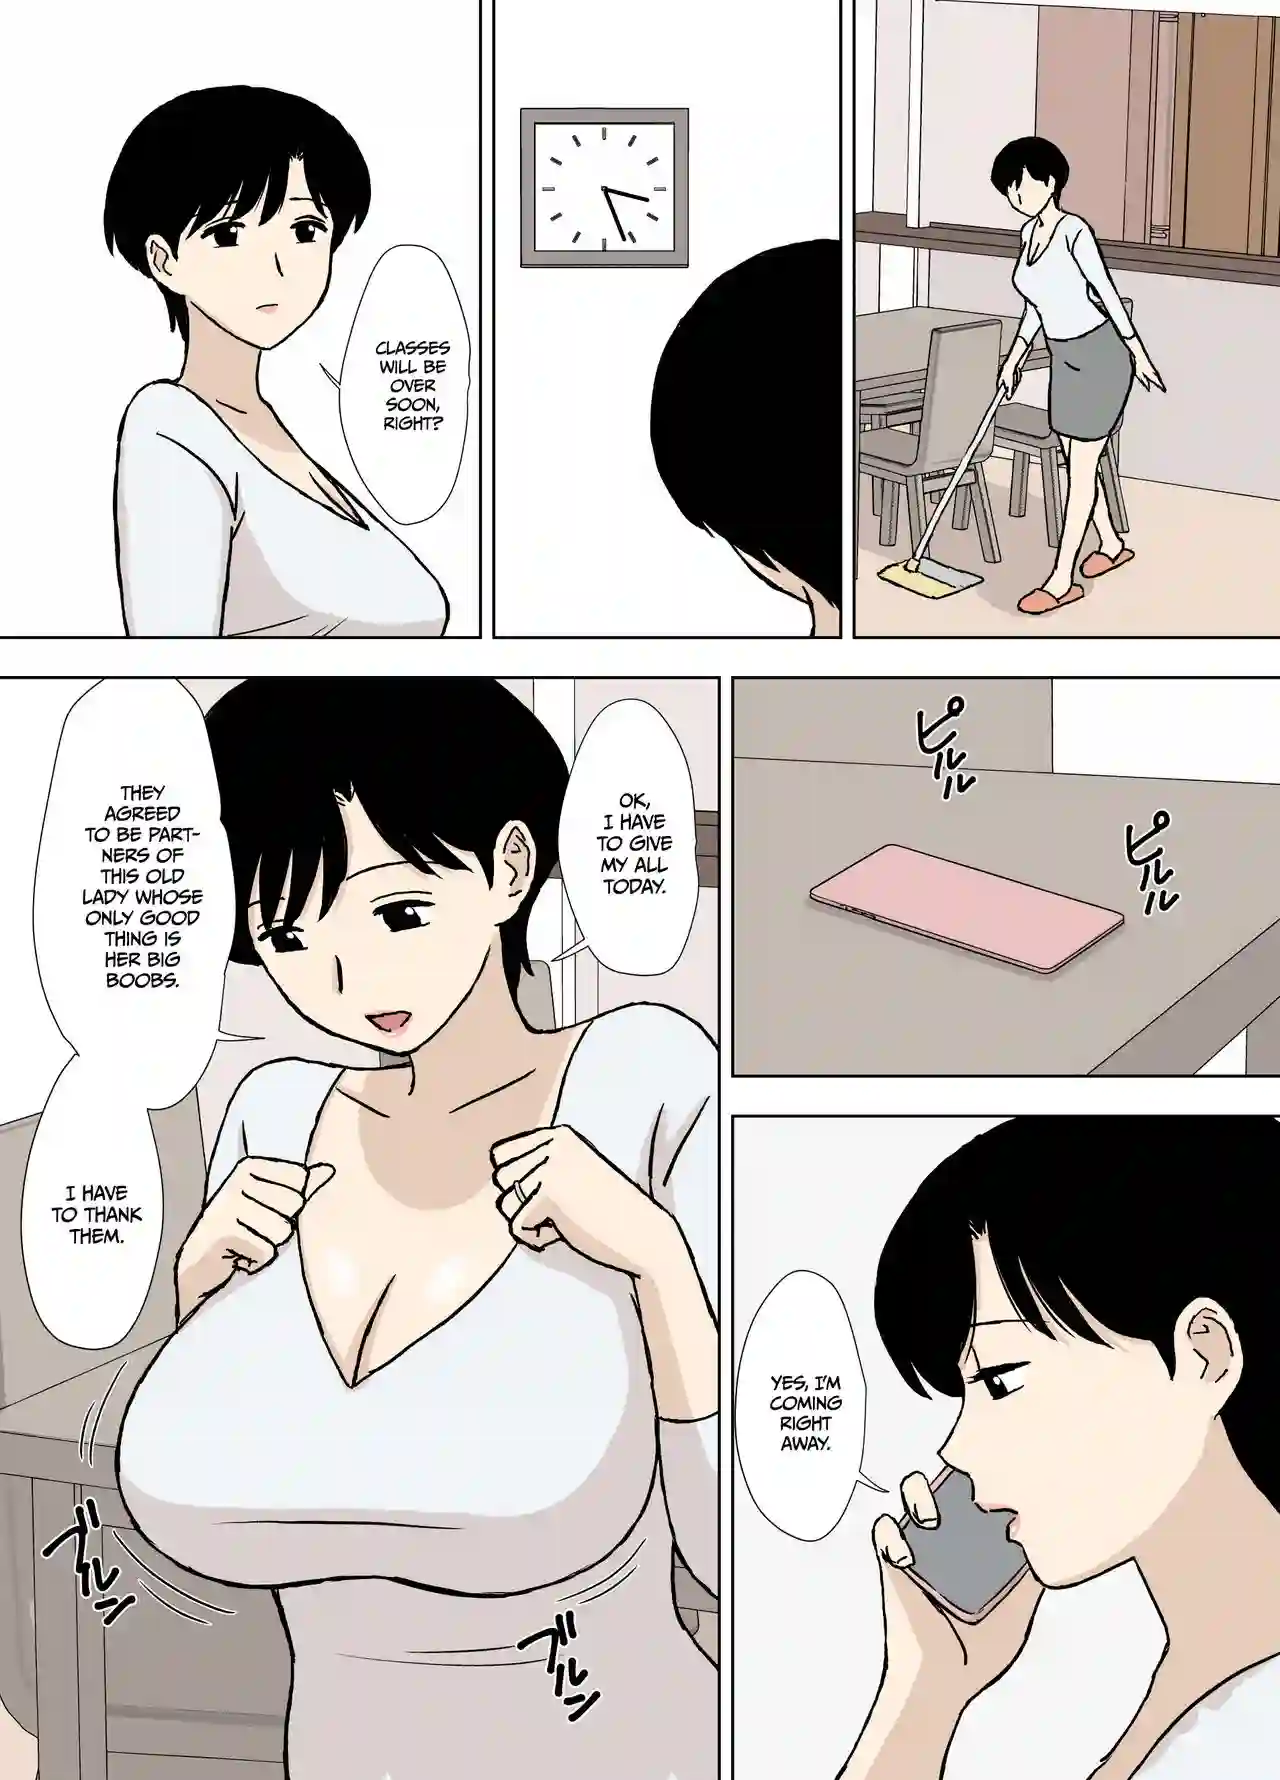 CLASSES
WILL BE
OVER
SOON,
RIGHT?
ピルルル
ピルルル
OK,
I HAVE
TO GIVE
MY ALL
TODAY.
THEY
AGREED
TO BE PART-
NERS OF
THIS OLD
LADY WHOSE
ONLY GOOD
THING IS
HER BIG
BOOBS.
I HAVE
TO THANK
THEM.
ブルン
ブルン
YES, I'M
COMING
RIGHT
AWAY.